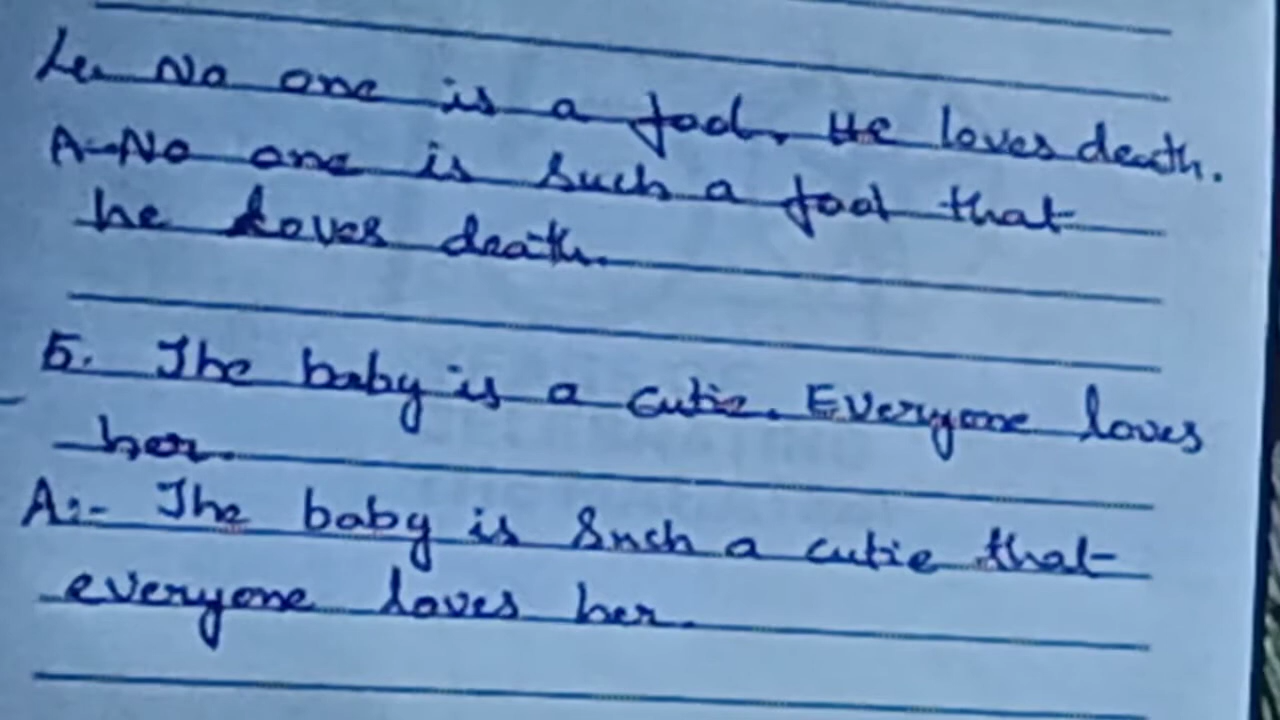 4. No one is a fool. He loves death.
A:-No one is such a fool that
he loves death.
5. The baby is a cutie. Everyone loves
her.
A:- The baby is such a cutie that
everyone loves her.